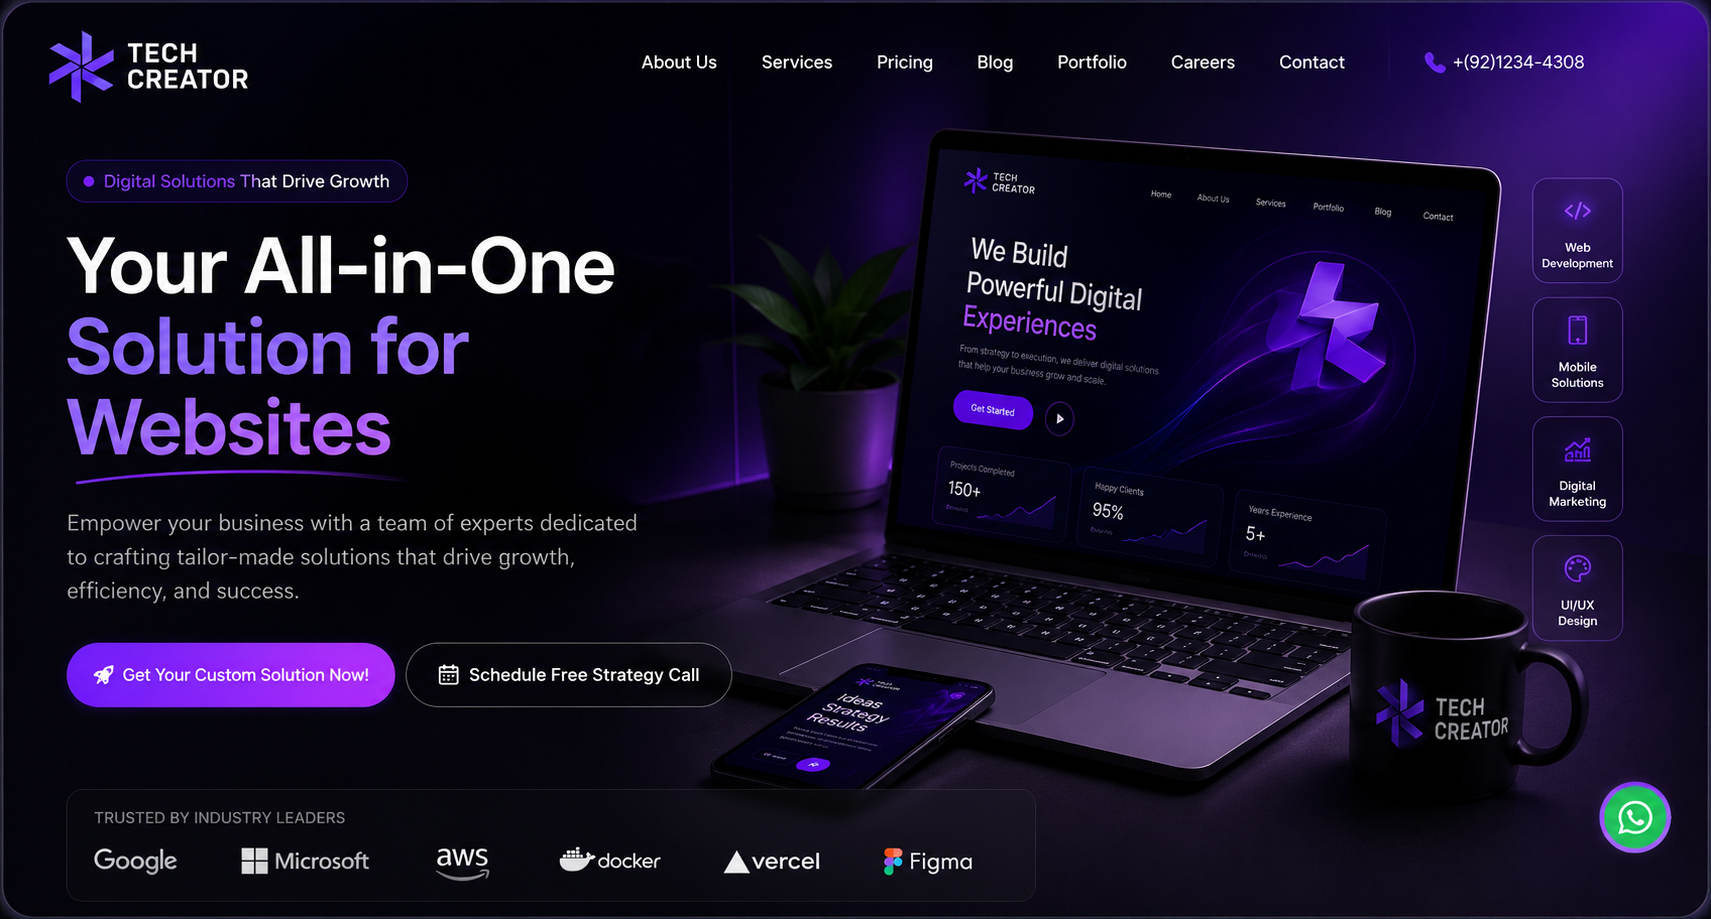 TECH
CREATOR
About Us
Services
Pricing
Blog
Portfolio
Careers
Contact
+(92)1234-4308
Digital Solutions That Drive Growth
Your All-in-One
Solution for
Websites
Empower your business with a team of experts dedicated
to crafting tailor-made solutions that drive growth,
efficiency, and success.
Get Your Custom Solution Now!
Schedule Free Strategy Call
TECH
CREATOR
Home
About Us
Services
Portfolio
Blog
Contact
We Build
Powerful Digital
Experiences
From strategy to execution, we deliver digital solutions
that help your business grow and scale.
Get Started
Projects Completed
150+
Happy Clients
95%
Years Experience
5+
Web
Development
Mobile
Solutions
Digital
Marketing
UI/UX
Design
TECH
CREATOR
Ideas
Strategy
Results
TECH
CREATOR
TRUSTED BY INDUSTRY LEADERS
Google
Microsoft
aws
docker
vercel
Figma